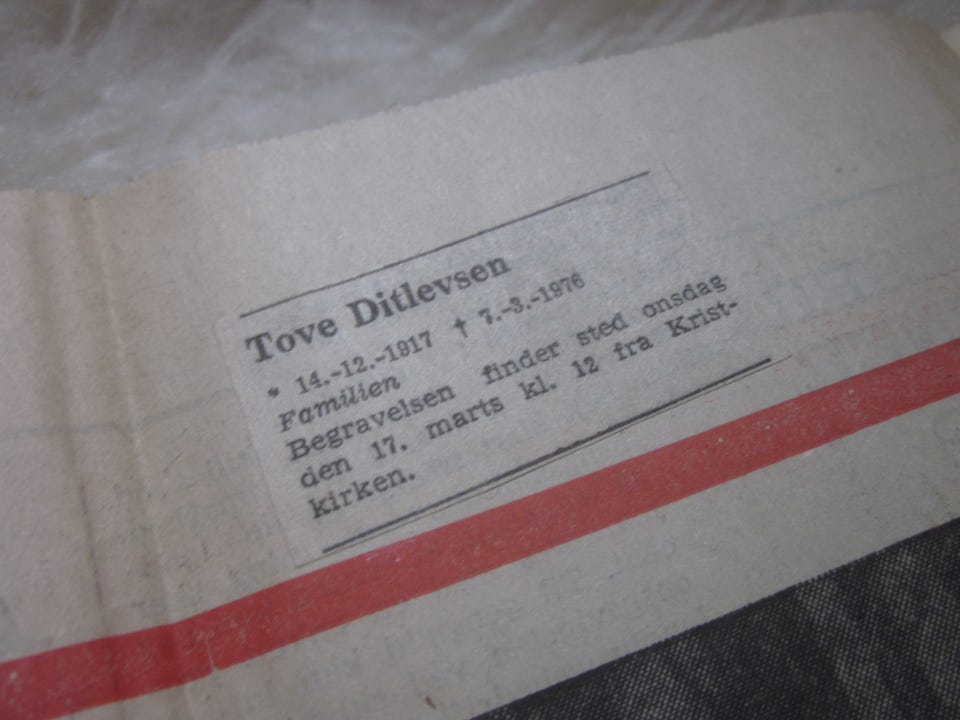 Tove Ditlevsen
* 14.-12.-1917 † 7.-3.-1976
Familien
Begravelsen finder sted onsdag
den 17. marts kl. 12 fra Krist-
kirken.